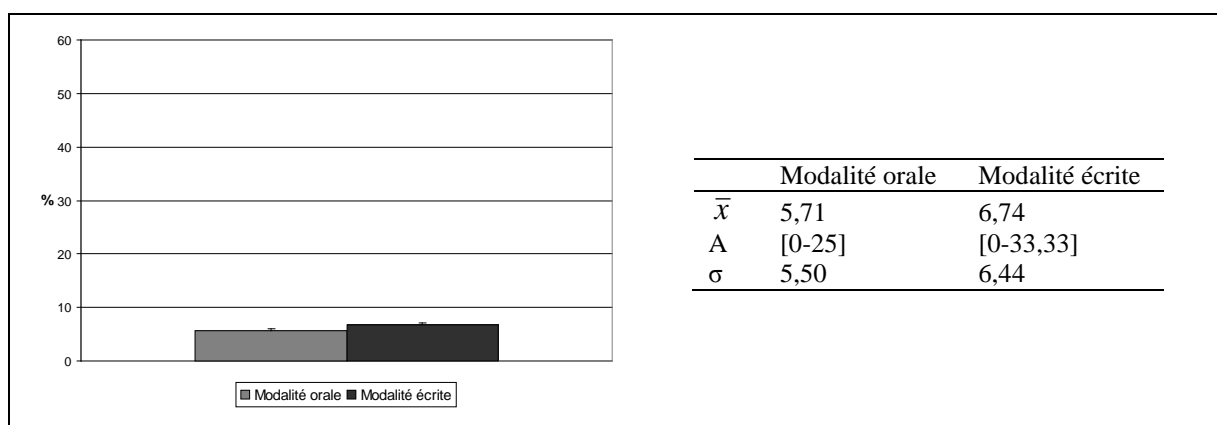 60
50
40
% 30
20
10
0
Modalité orale Modalité écrite
Modalité orale Modalité écrite
x̅ 5,71 6,74
A [0-25] [0-33,33]
σ 5,50 6,44